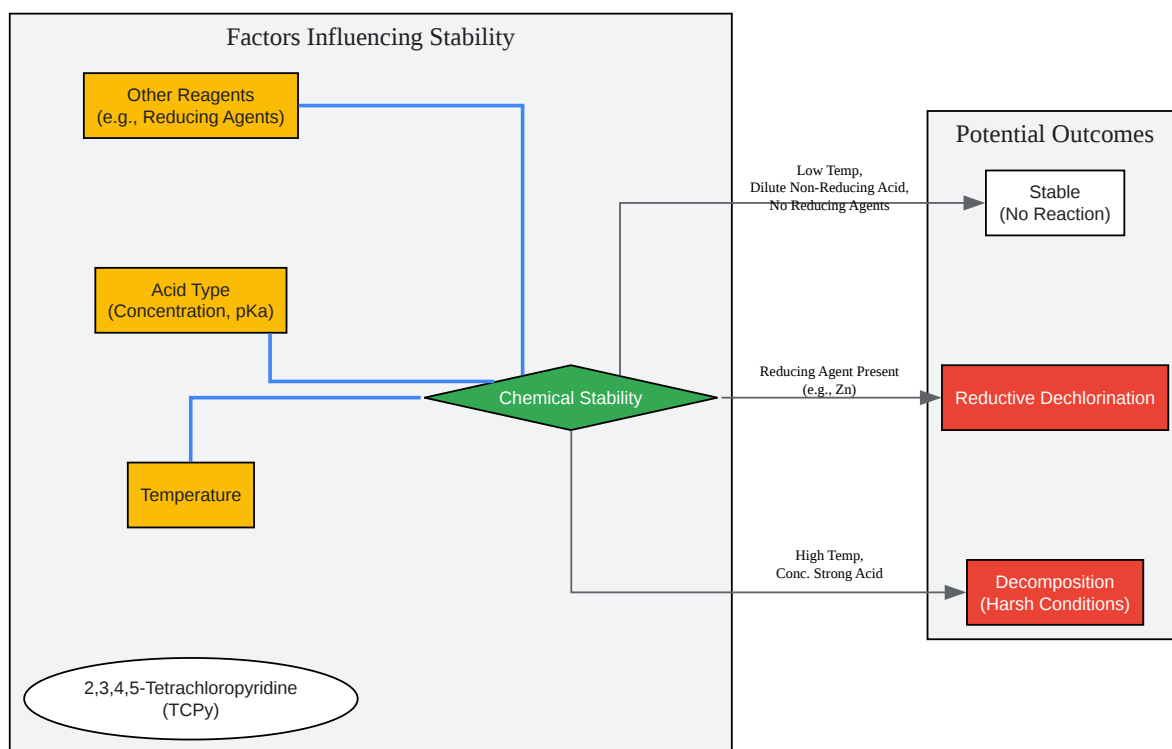 Factors Influencing Stability
Other Reagents
(e.g., Reducing Agents)
Acid Type
(Concentration, pKa)
Temperature
2,3,4,5-Tetrachloropyridine
(TCPy)
Chemical Stability
Low Temp,
Dilute Non-Reducing Acid,
No Reducing Agents
Reducing Agent Present
(e.g., Zn)
High Temp,
Conc. Strong Acid
Potential Outcomes
Stable
(No Reaction)
Reductive Dechlorination
Decomposition
(Harsh Conditions)